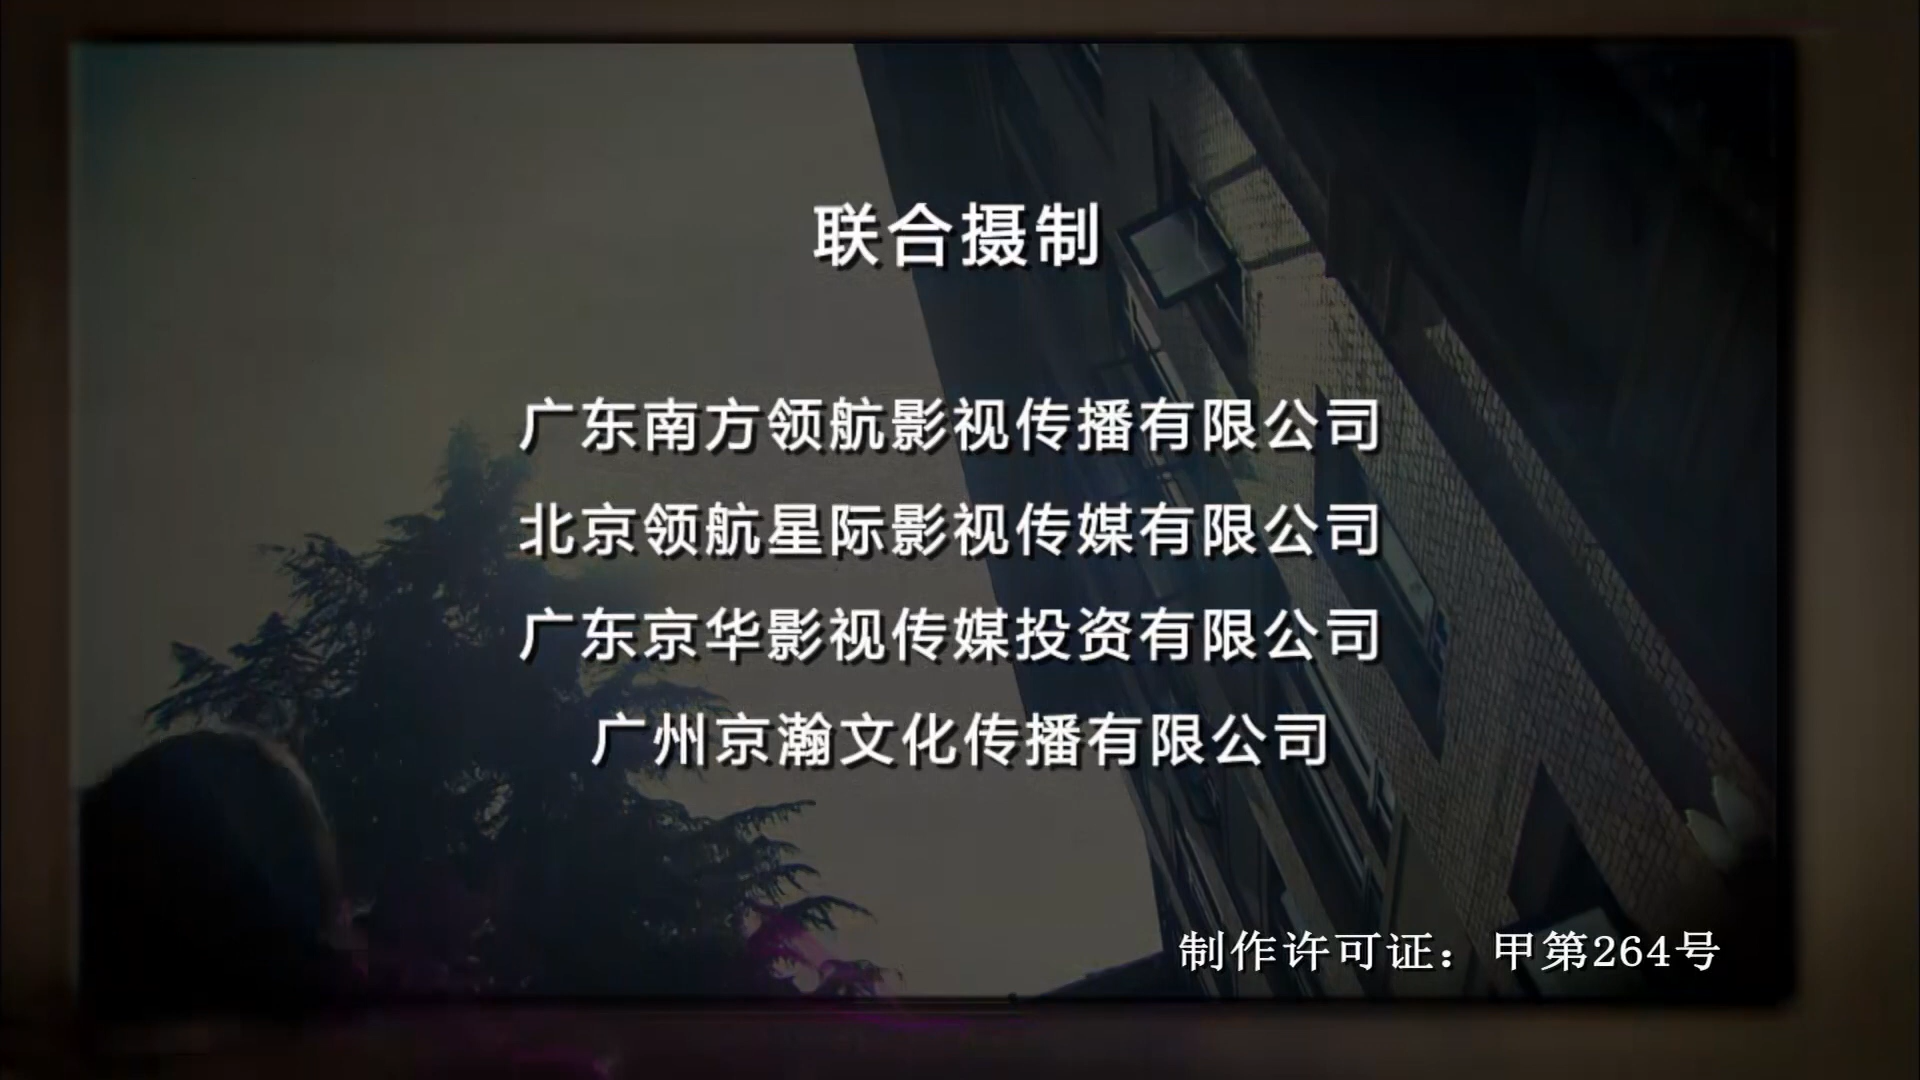 联合摄制
广东南方领航影视传播有限公司
北京领航星际影视传媒有限公司
广东京华影视传媒投资有限公司
广州京瀚文化传播有限公司
制作许可证：甲第264号